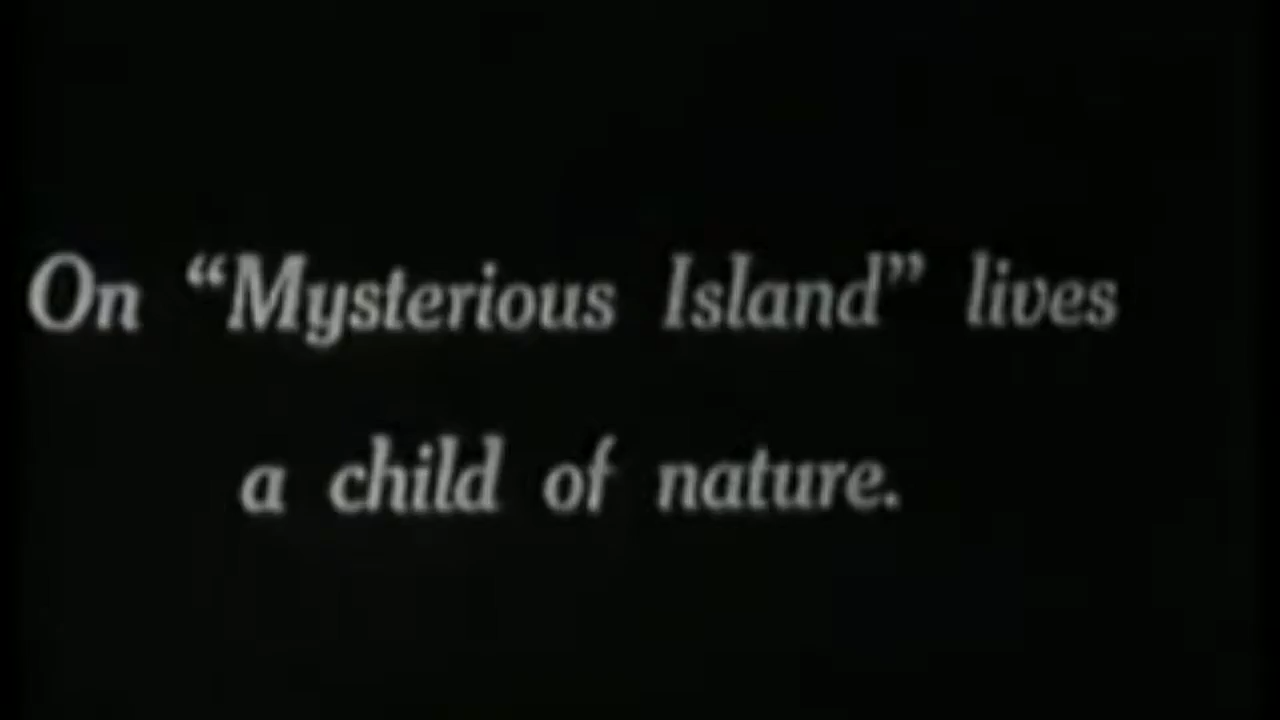 On “Mysterious Island” lives
a child of nature.